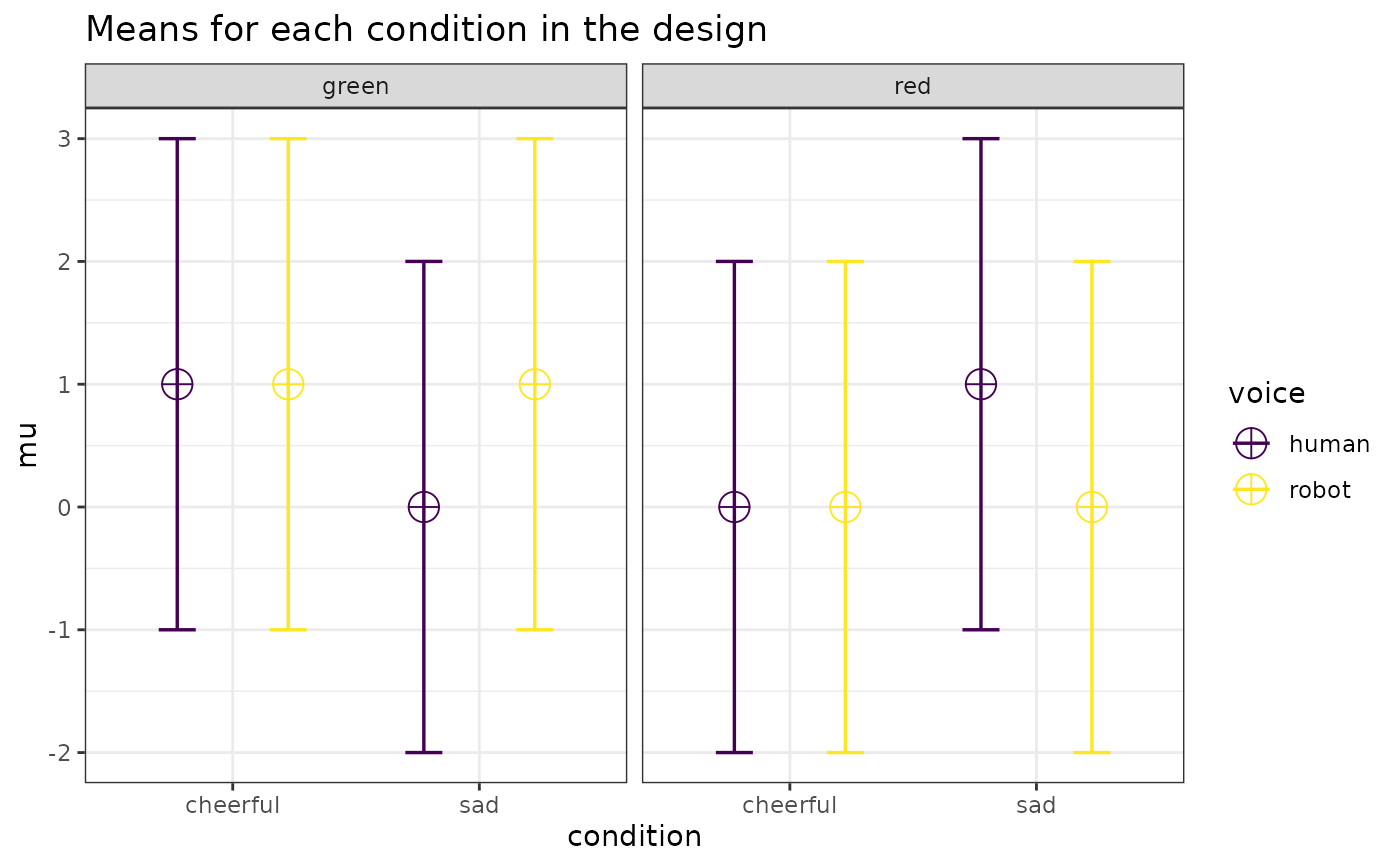 Means for each condition in the design
green
red
3
2
1
0
-1
-2
mu
cheerful
sad
cheerful
sad
condition
voice
human
robot